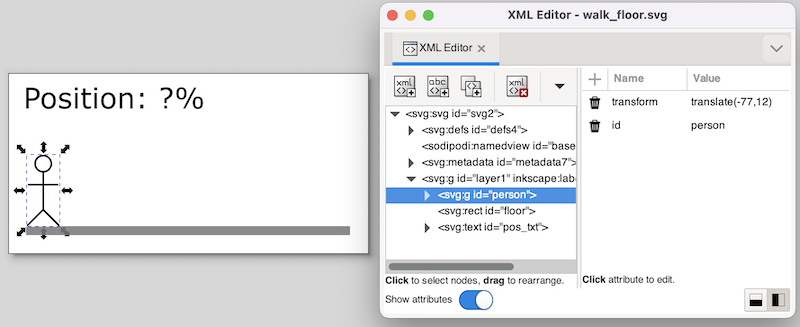 XML Editor - walk_floor.svg
XML Editor
Position: ?%
Name Value
transform translate(-77,12)
id person
<svg:svg id="svg2">
<svg:defs id="defs4">
<sodipodi:namedview id="base
<svg:metadata id="metadata7"
<svg:g id="layer1" inkscape:labe
<svg:g id="person">
<svg:rect id="floor">
<svg:text id="pos_txt">
Click to select nodes, drag to rearrange.
Click attribute to edit.
Show attributes